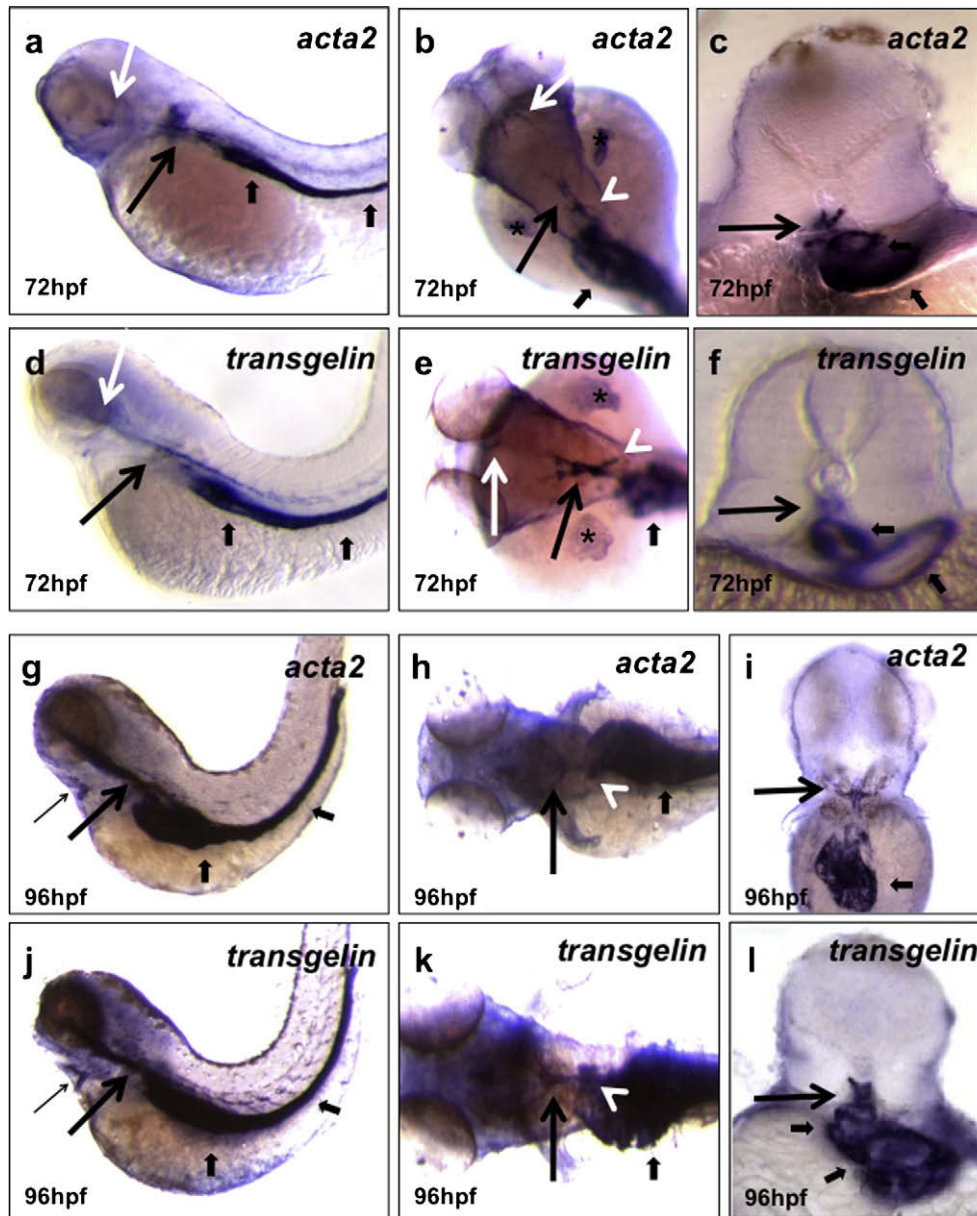 a acta2
72hpf
b acta2
*
*
72hpf
c acta2
72hpf
d transgelin
72hpf
e transgelin
*
*
72hpf
f transgelin
72hpf
g acta2
96hpf
h acta2
96hpf
i acta2
96hpf
j transgelin
96hpf
k transgelin
96hpf
l transgelin
96hpf